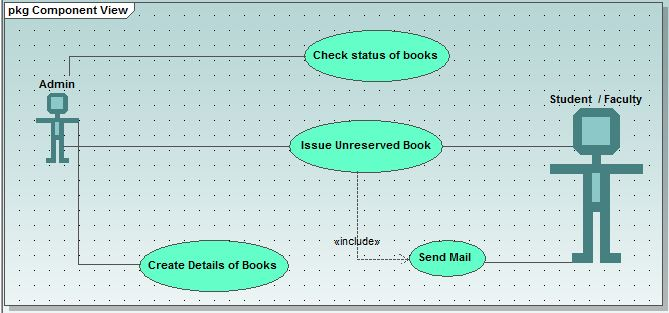 pkg Component View
Check status of books
Admin
Student / Faculty
Issue Unreserved Book
«include»
Send Mail
Create Details of Books